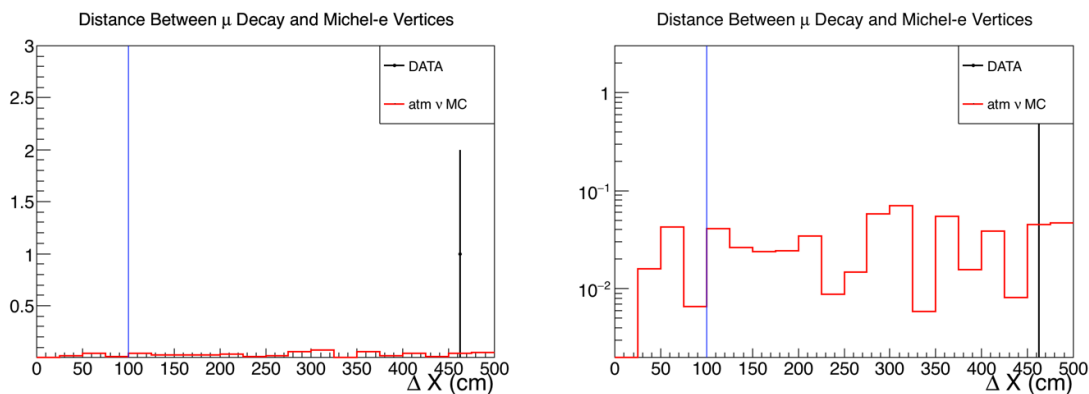 Distance Between μ Decay and Michel-e Vertices
3
2.5
2
1.5
1
0.5
DATA
atm ν MC
0 50 100 150 200 250 300 350 400 450 500
Δ X (cm)
Distance Between μ Decay and Michel-e Vertices
1
10⁻¹
10⁻²
DATA
atm ν MC
0 50 100 150 200 250 300 350 400 450 500
Δ X (cm)